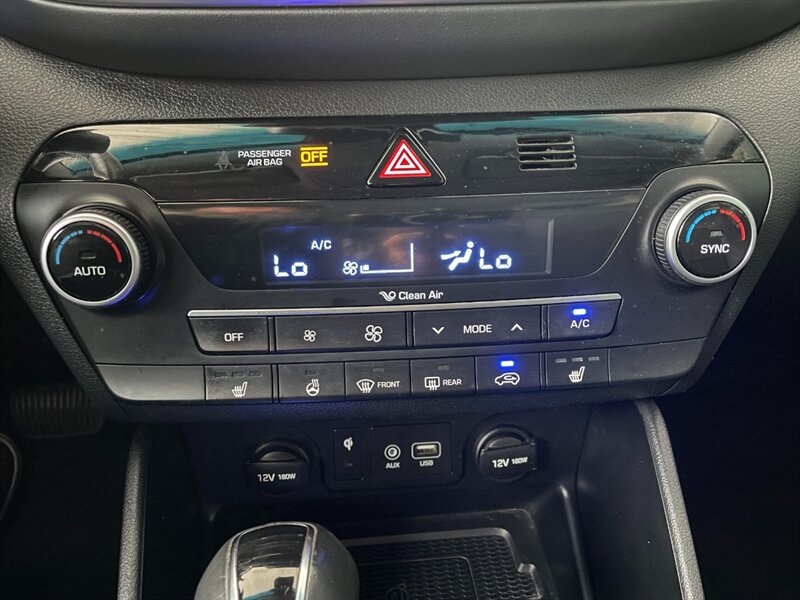 PASSENGER
AIR BAG
OFF
A/C
Lo
Lo
AUTO
SYNC
Clean Air
OFF
MODE
A/C
FRONT
REAR
12V 180W
AUX
USB
12V 180W